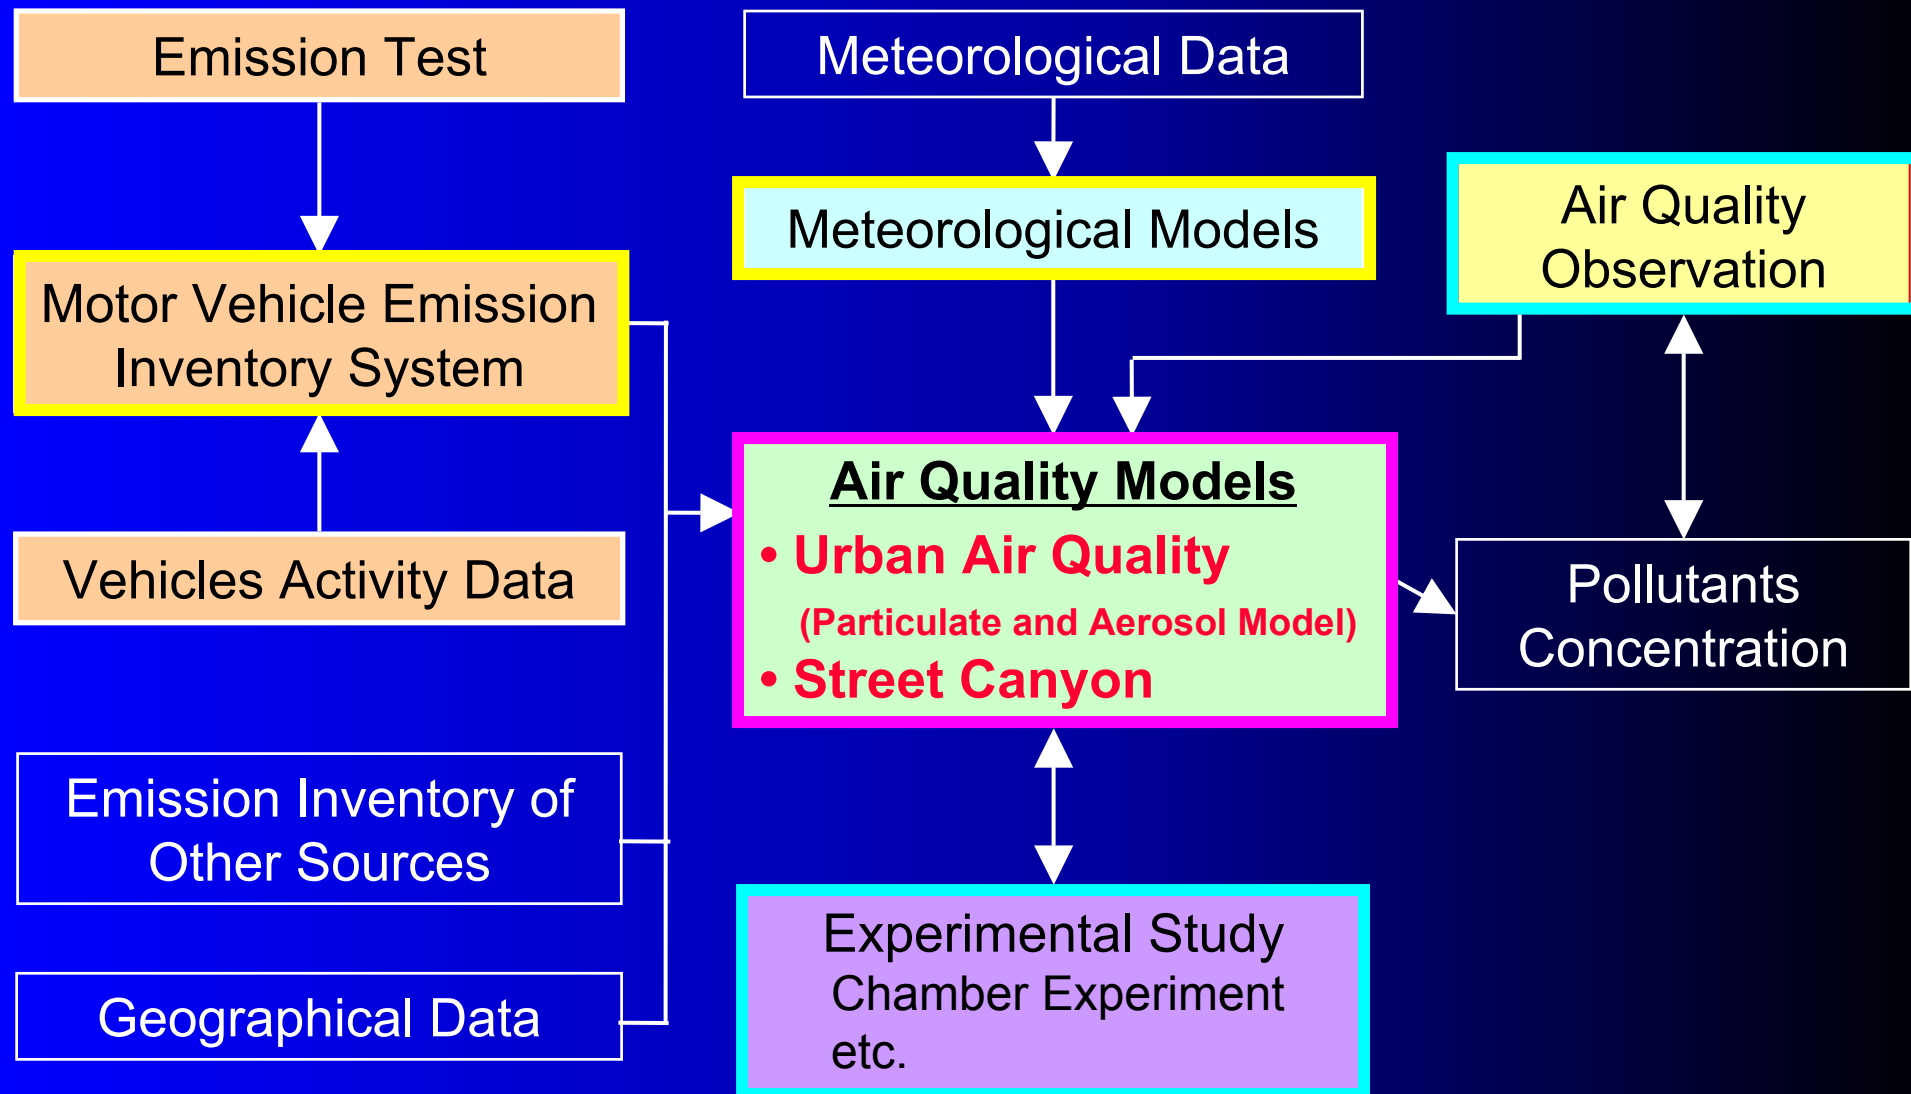 Emission Test
Meteorological Data
Meteorological Models
Air Quality
Observation
Motor Vehicle Emission
Inventory System
Vehicles Activity Data
Air Quality Models
• Urban Air Quality
(Particulate and Aerosol Model)
• Street Canyon
Pollutants
Concentration
Emission Inventory of
Other Sources
Geographical Data
Experimental Study
Chamber Experiment
etc.